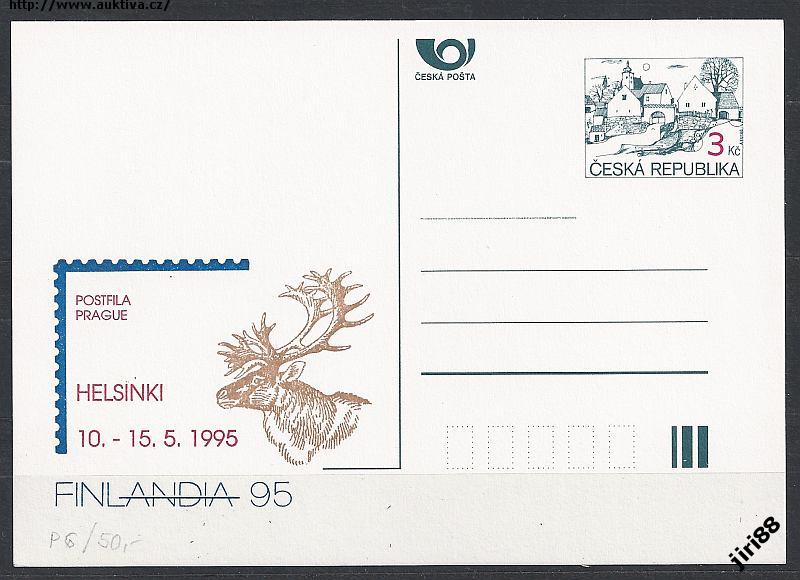 http://www.auktiva.cz/
ČESKÁ POŠTA
3 Kč
ČESKÁ REPUBLIKA
POSTFILA
PRAGUE
HELSINKI
10. - 15. 5. 1995
FINLANDIA 95
P6/50,-
jiri88